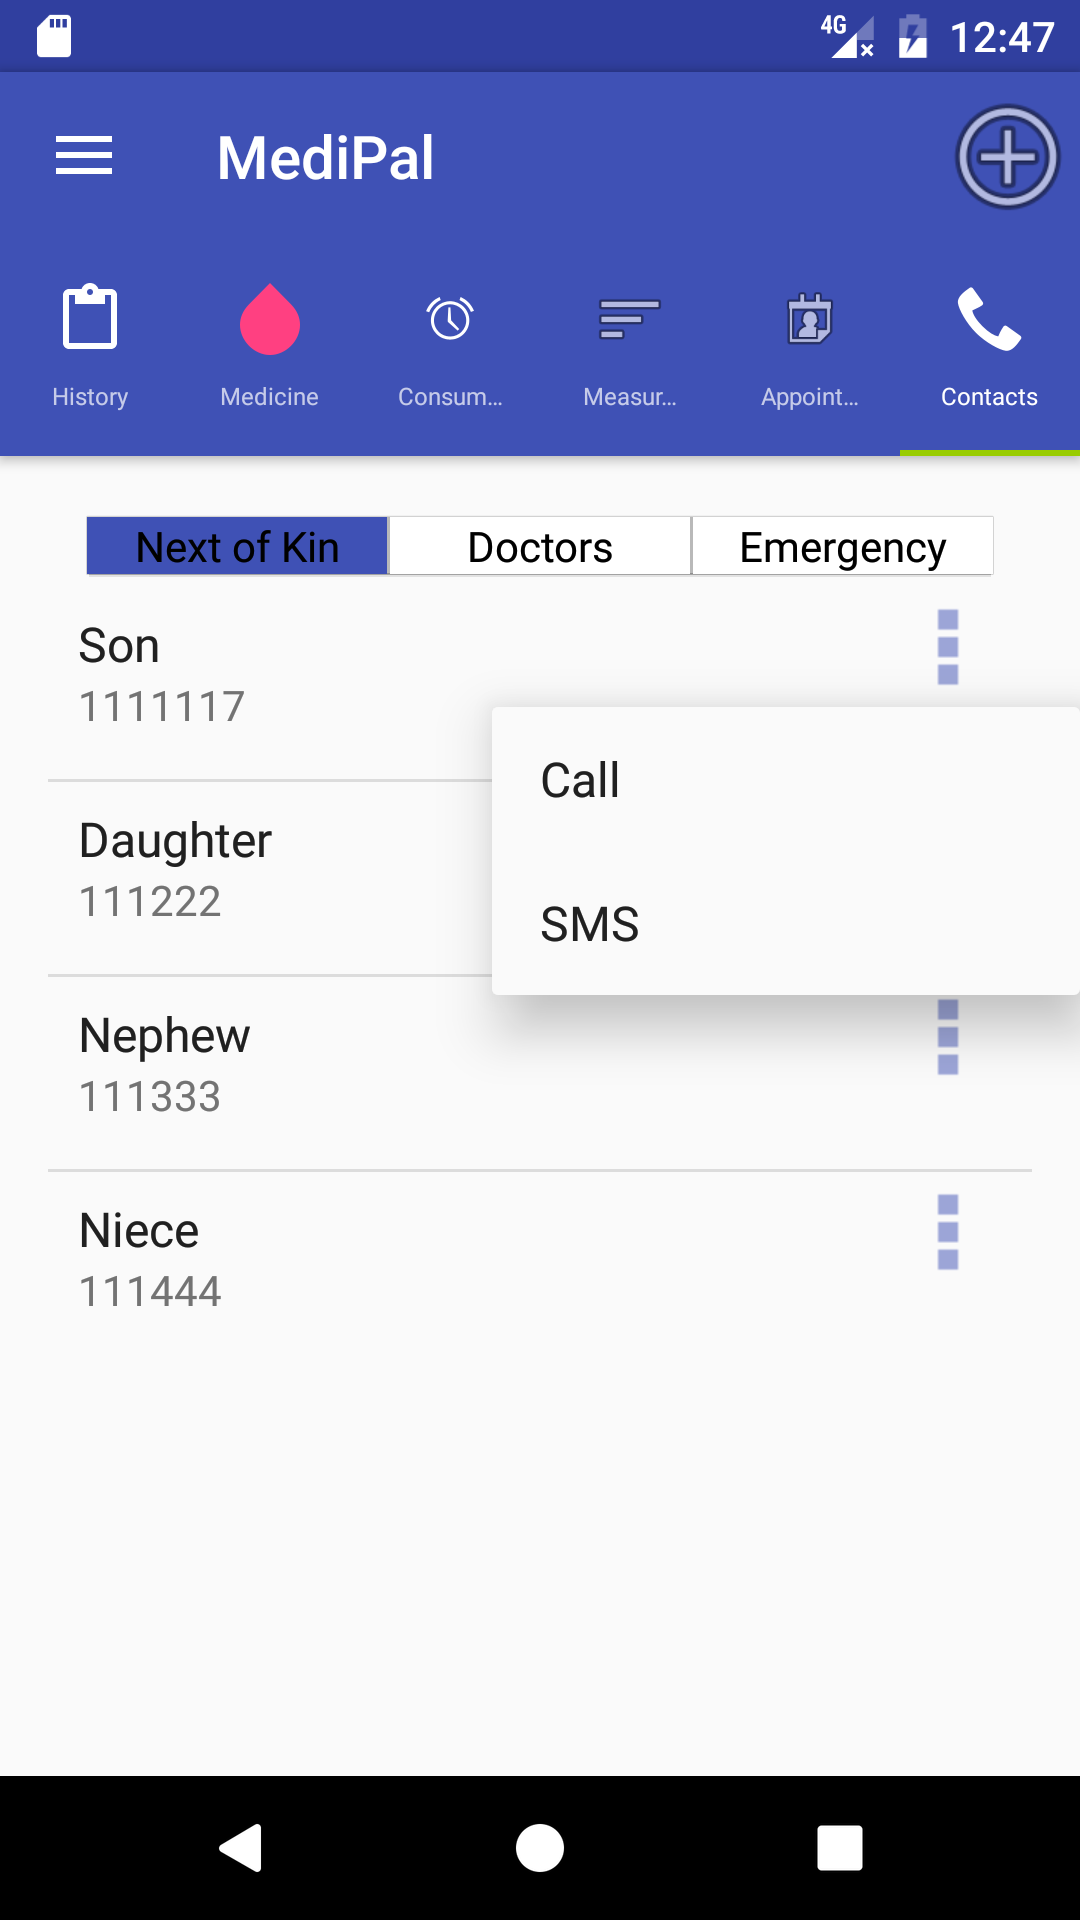 4G 12:47
MediPal
History Medicine Consum... Measur... Appoint... Contacts
Next of Kin Doctors Emergency
Son
1111117
Call
Daughter
111222
SMS
Nephew
111333
Niece
111444